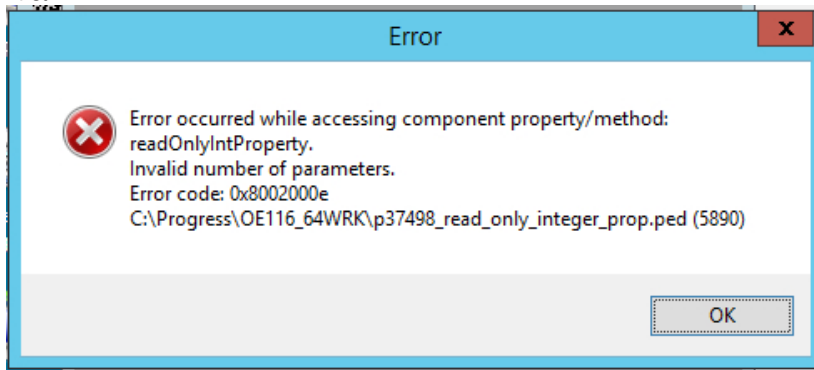 Error
x
Error occurred while accessing component property/method:
readOnlyIntProperty.
Invalid number of parameters.
Error code: 0x8002000e
C:\Progress\OE116_64WRK\p37498_read_only_integer_prop.ped (5890)
OK